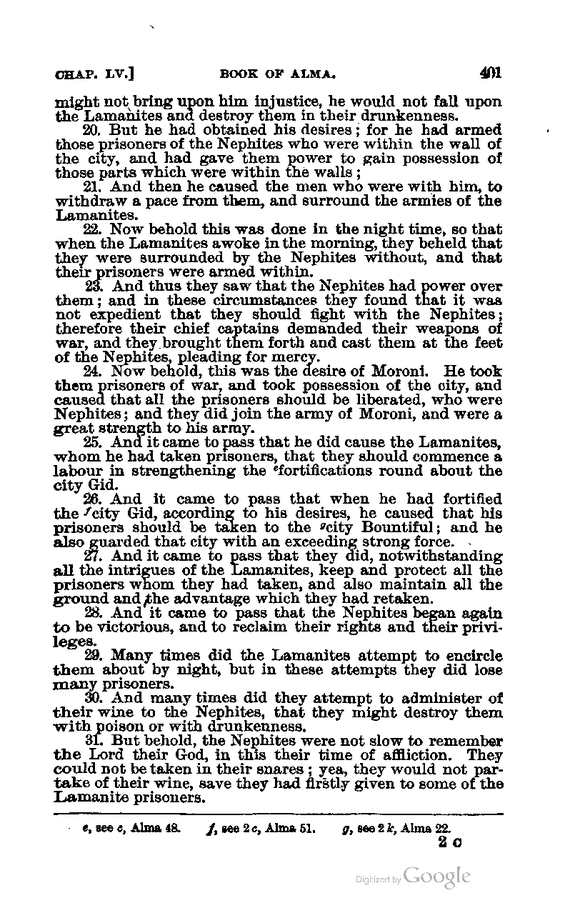 CHAP. LV.] BOOK OF ALMA. 401
might not bring upon him injustice, he would not fall upon
the Lamanites and destroy them in their drunkenness.
20. But he had obtained his desires; for he had armed
those prisoners of the Nephites who were within the wall of
the city, and had gave them power to gain possession of
those parts which were within the walls;
21. And then he caused the men who were with him, to
withdraw a pace from them, and surround the armies of the
Lamanites.
22. Now behold this was done in the night time, so that
when the Lamanites awoke in the morning, they beheld that
they were surrounded by the Nephites without, and that
their prisoners were armed within.
23. And thus they saw that the Nephites had power over
them; and in these circumstances they found that it was
not expedient that they should fight with the Nephites;
therefore their chief captains demanded their weapons of
war, and they brought them forth and cast them at the feet
of the Nephites, pleading for mercy.
24. Now behold, this was the desire of Moroni. He took
them prisoners of war, and took possession of the city, and
caused that all the prisoners should be liberated, who were
Nephites; and they did join the army of Moroni, and were a
great strength to his army.
25. And it came to pass that he did cause the Lamanites,
whom he had taken prisoners, that they should commence a
labour in strengthening the ᵉfortifications round about the
city Gid.
26. And it came to pass that when he had fortified
the ᶠcity Gid, according to his desires, he caused that his
prisoners should be taken to the ᵍcity Bountiful; and he
also guarded that city with an exceeding strong force.
27. And it came to pass that they did, notwithstanding
all the intrigues of the Lamanites, keep and protect all the
prisoners whom they had taken, and also maintain all the
ground and the advantage which they had retaken.
28. And it came to pass that the Nephites began again
to be victorious, and to reclaim their rights and their privi-
leges.
29. Many times did the Lamanites attempt to encircle
them about by night, but in these attempts they did lose
many prisoners.
30. And many times did they attempt to administer of
their wine to the Nephites, that they might destroy them
with poison or with drunkenness.
31. But behold, the Nephites were not slow to remember
the Lord their God, in this their time of affliction. They
could not be taken in their snares; yea, they would not par-
take of their wine, save they had firstly given to some of the
Lamanite prisoners.
e, see c, Alma 48. f, see 2 c, Alma 51. g, see 2 k, Alma 22.
2 C
Digitized by Google